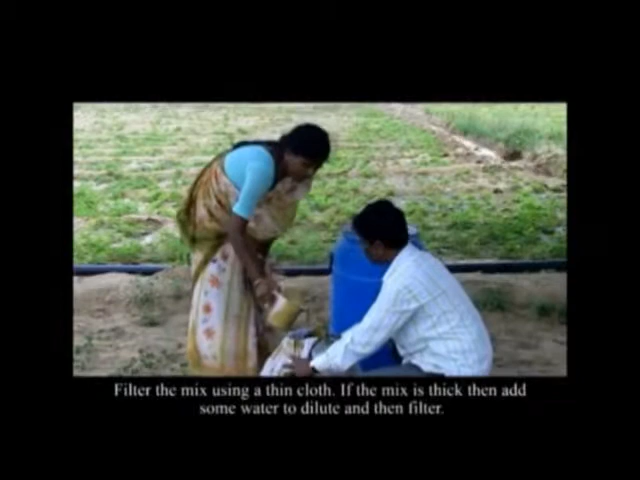 Filter the mix using a thin cloth. If the mix is thick then add
some water to dilute and then filter.